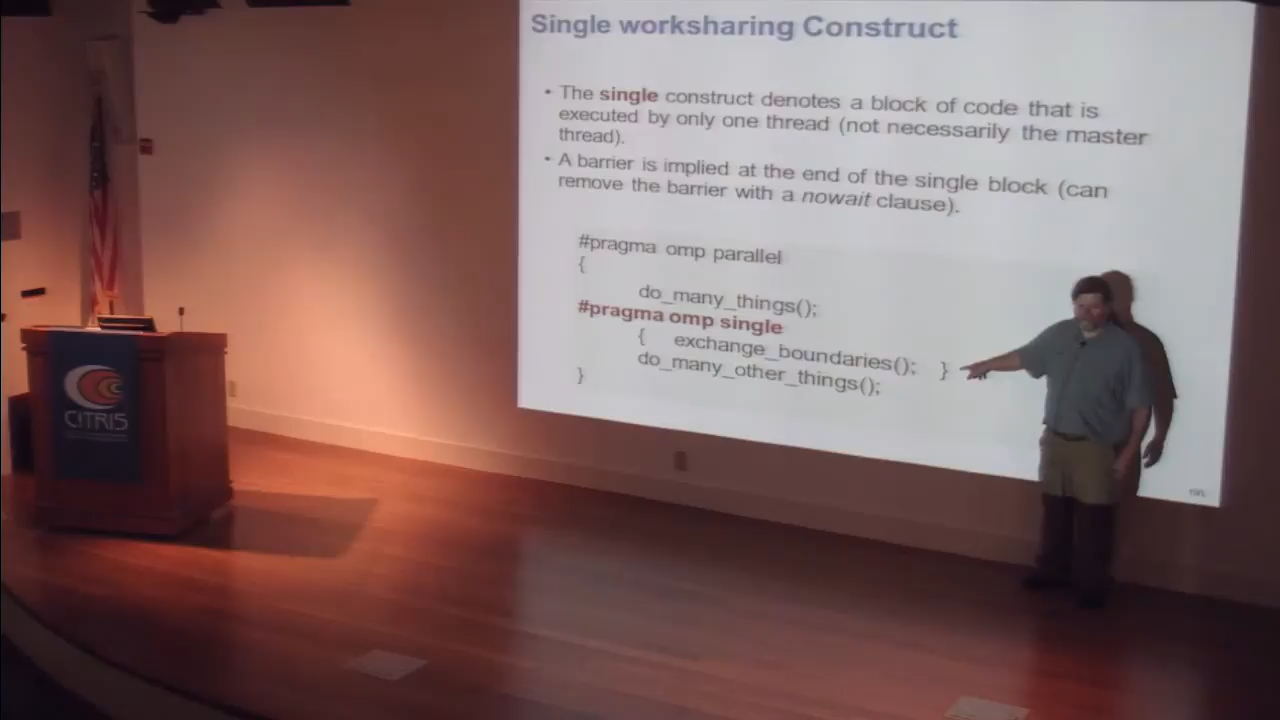 Single worksharing Construct
• The single construct denotes a block of code that is
executed by only one thread (not necessarily the master
thread).
• A barrier is implied at the end of the single block (can
remove the barrier with a nowait clause).
#pragma omp parallel
{
do_many_things();
#pragma omp single
{ exchange_boundaries(); }
do_many_other_things();
}
CITRIS